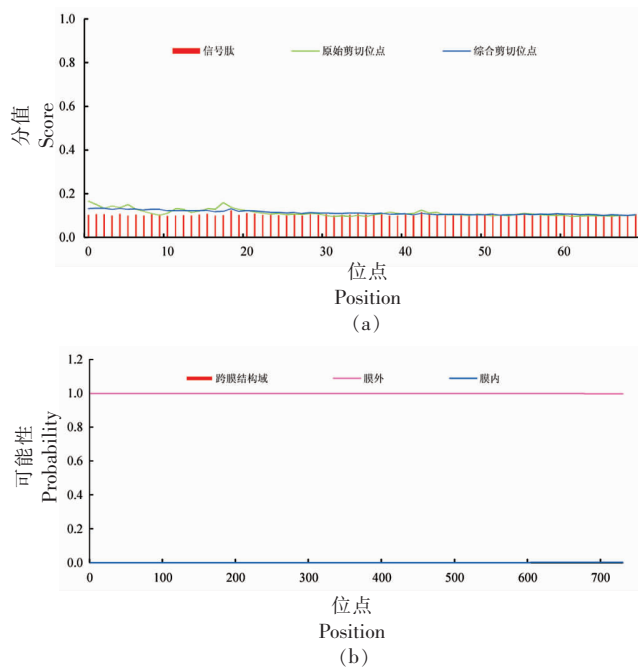 1.0
信号肽 原始剪切位点 综合剪切位点
0.8
0.6
分值
Score
0.4
0.2
0.0
0 10 20 30 40 50 60
位点
Position
(a)
1.2
跨膜结构域 膜外 膜内
1.0
0.8
可能性
Probability
0.6
0.4
0.2
0.0
0 100 200 300 400 500 600 700
位点
Position
(b)